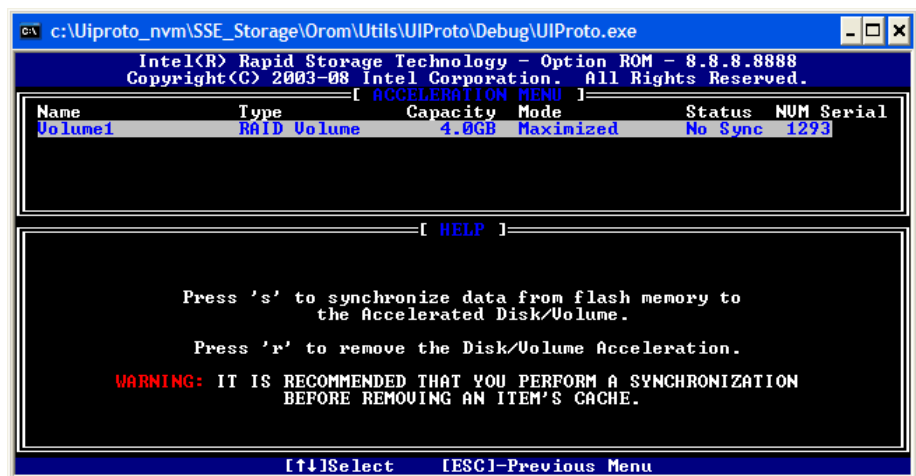 c:\Uiproto_nvm\SSE_Storage\Orom\Utils\UIProto\Debug\UIProto.exe
Intel(R) Rapid Storage Technology - Option ROM - 8.8.8.8888
Copyright(C) 2003-08 Intel Corporation. All Rights Reserved.
[ ACCELERATION MENU ]
Name Type Capacity Mode Status NVM Serial
Volume1 RAID Volume 4.0GB Maximized No Sync 1293
[ HELP ]
Press 's' to synchronize data from flash memory to
the Accelerated Disk/Volume.
Press 'r' to remove the Disk/Volume Acceleration.
WARNING: IT IS RECOMMENDED THAT YOU PERFORM A SYNCHRONIZATION
BEFORE REMOVING AN ITEM'S CACHE.
[↑↓]Select [ESC]-Previous Menu